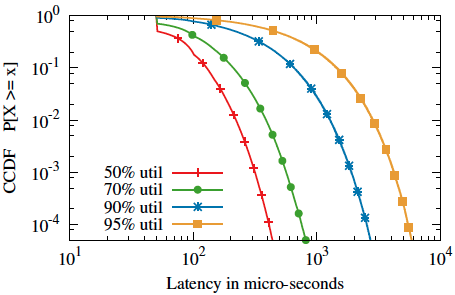 10^0
10^-1
10^-2
10^-3
10^-4
CCDF P[X >= x]
50% util
70% util
90% util
95% util
10^1 10^2 10^3 10^4
Latency in micro-seconds